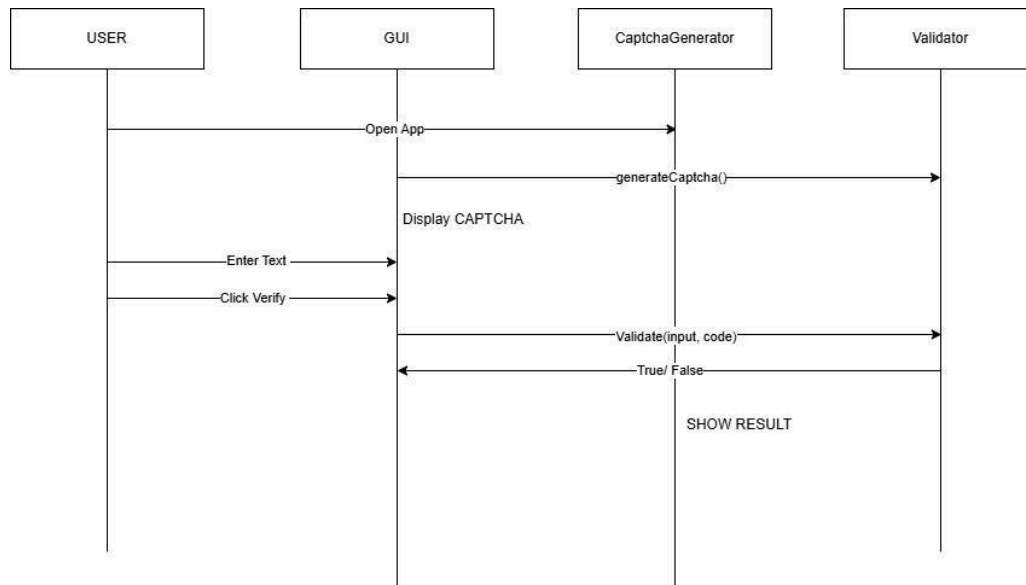 USER
GUI
CaptchaGenerator
Validator
Open App
generateCaptcha()
Display CAPTCHA
Enter Text
Click Verify
Validate(input, code)
True/ False
SHOW RESULT